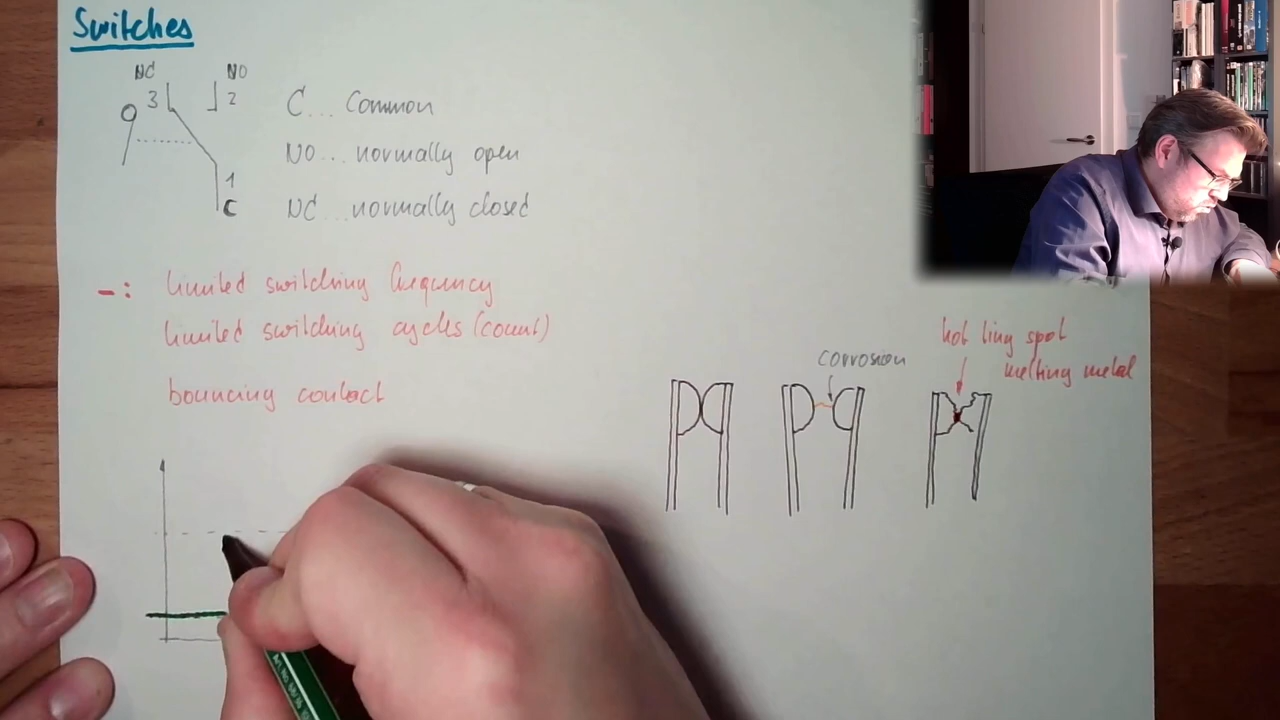 Switches
NC NO
3 2
1
C
C... Common
NO... normally open
NC... normally closed
-: limited switching frequency
limited switching cycles (count)
bouncing contact
corrosion
hot ting spot
melting metal